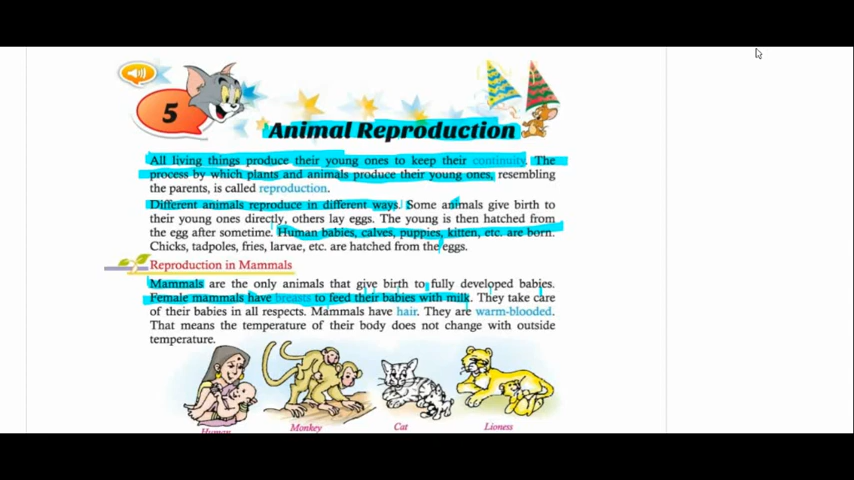 5
Animal Reproduction
All living things produce their young ones to keep their continuity. The
process by which plants and animals produce their young ones, resembling
the parents, is called reproduction.
Different animals reproduce in different ways. Some animals give birth to
their young ones directly, others lay eggs. The young is then hatched from
the egg after sometime. Human babies, calves, puppies, kitten, etc. are born.
Chicks, tadpoles, fries, larvae, etc. are hatched from the eggs.
Reproduction in Mammals
Mammals are the only animals that give birth to fully developed babies.
Female mammals have breasts to feed their babies with milk. They take care
of their babies in all respects. Mammals have hair. They are warm-blooded.
That means the temperature of their body does not change with outside
temperature.
Human Monkey Cat Lioness